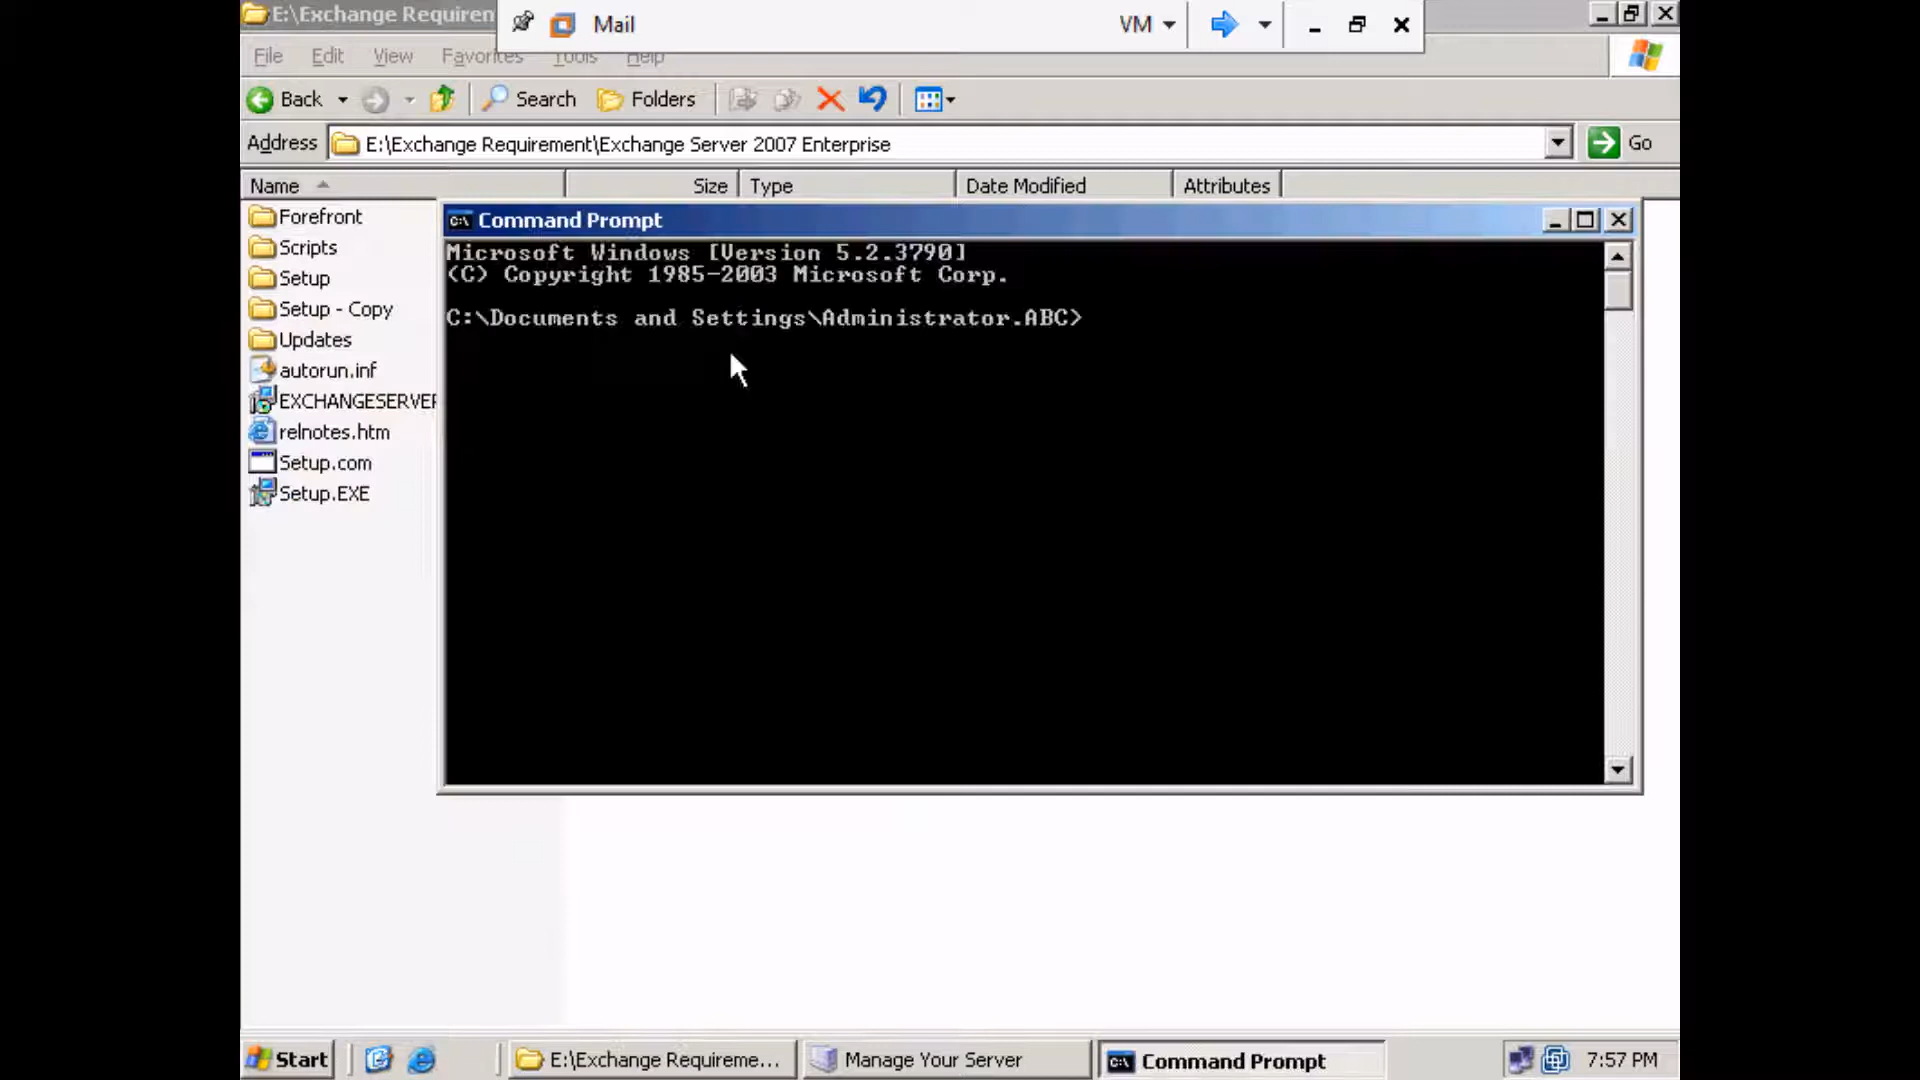 E:\Exchange Requiren
Mail
VM
File Edit View Favorites Tools Help
Back Search Folders
Address E:\Exchange Requirement\Exchange Server 2007 Enterprise Go
Name Size Type Date Modified Attributes
Forefront
Scripts
Setup
Setup - Copy
Updates
autorun.inf
EXCHANGESERVER
relnotes.htm
Setup.com
Setup.EXE
Command Prompt
Microsoft Windows [Version 5.2.3790]
(C) Copyright 1985-2003 Microsoft Corp.
C:\Documents and Settings\Administrator.ABC>
Start E:\Exchange Requireme... Manage Your Server Command Prompt 7:57 PM